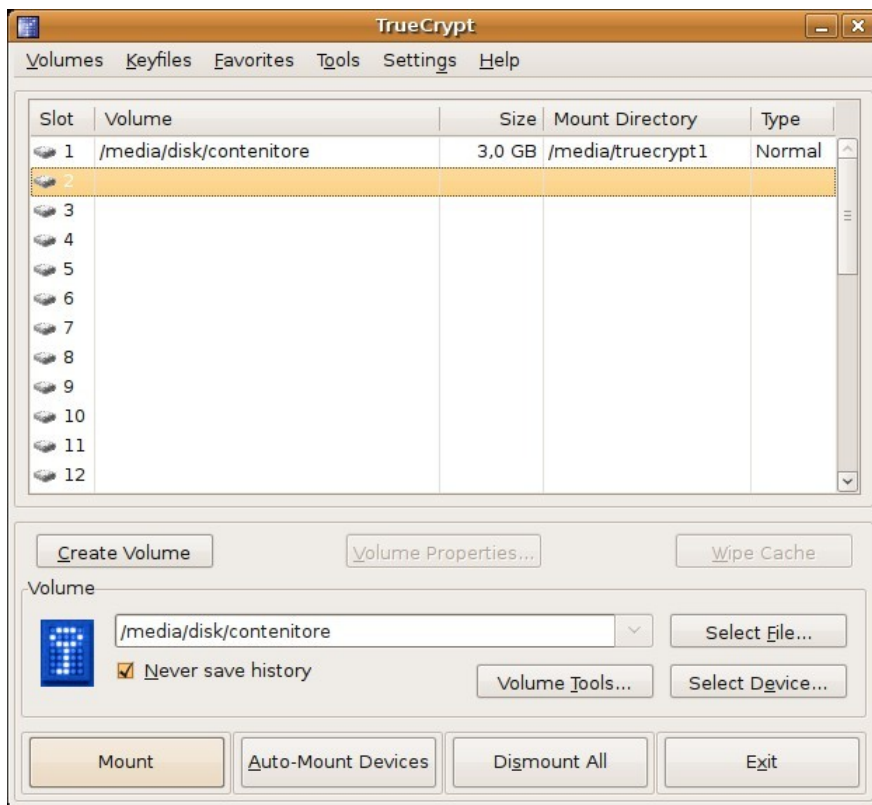 TrueCrypt
Volumes Keyfiles Favorites Tools Settings Help
Slot Volume Size Mount Directory Type
1 /media/disk/contenitore 3,0 GB /media/truecrypt1 Normal
2
3
4
5
6
7
8
9
10
11
12
Create Volume Volume Properties... Wipe Cache
Volume
/media/disk/contenitore Select File...
Never save history
Volume Tools... Select Device...
Mount Auto-Mount Devices Dismount All Exit